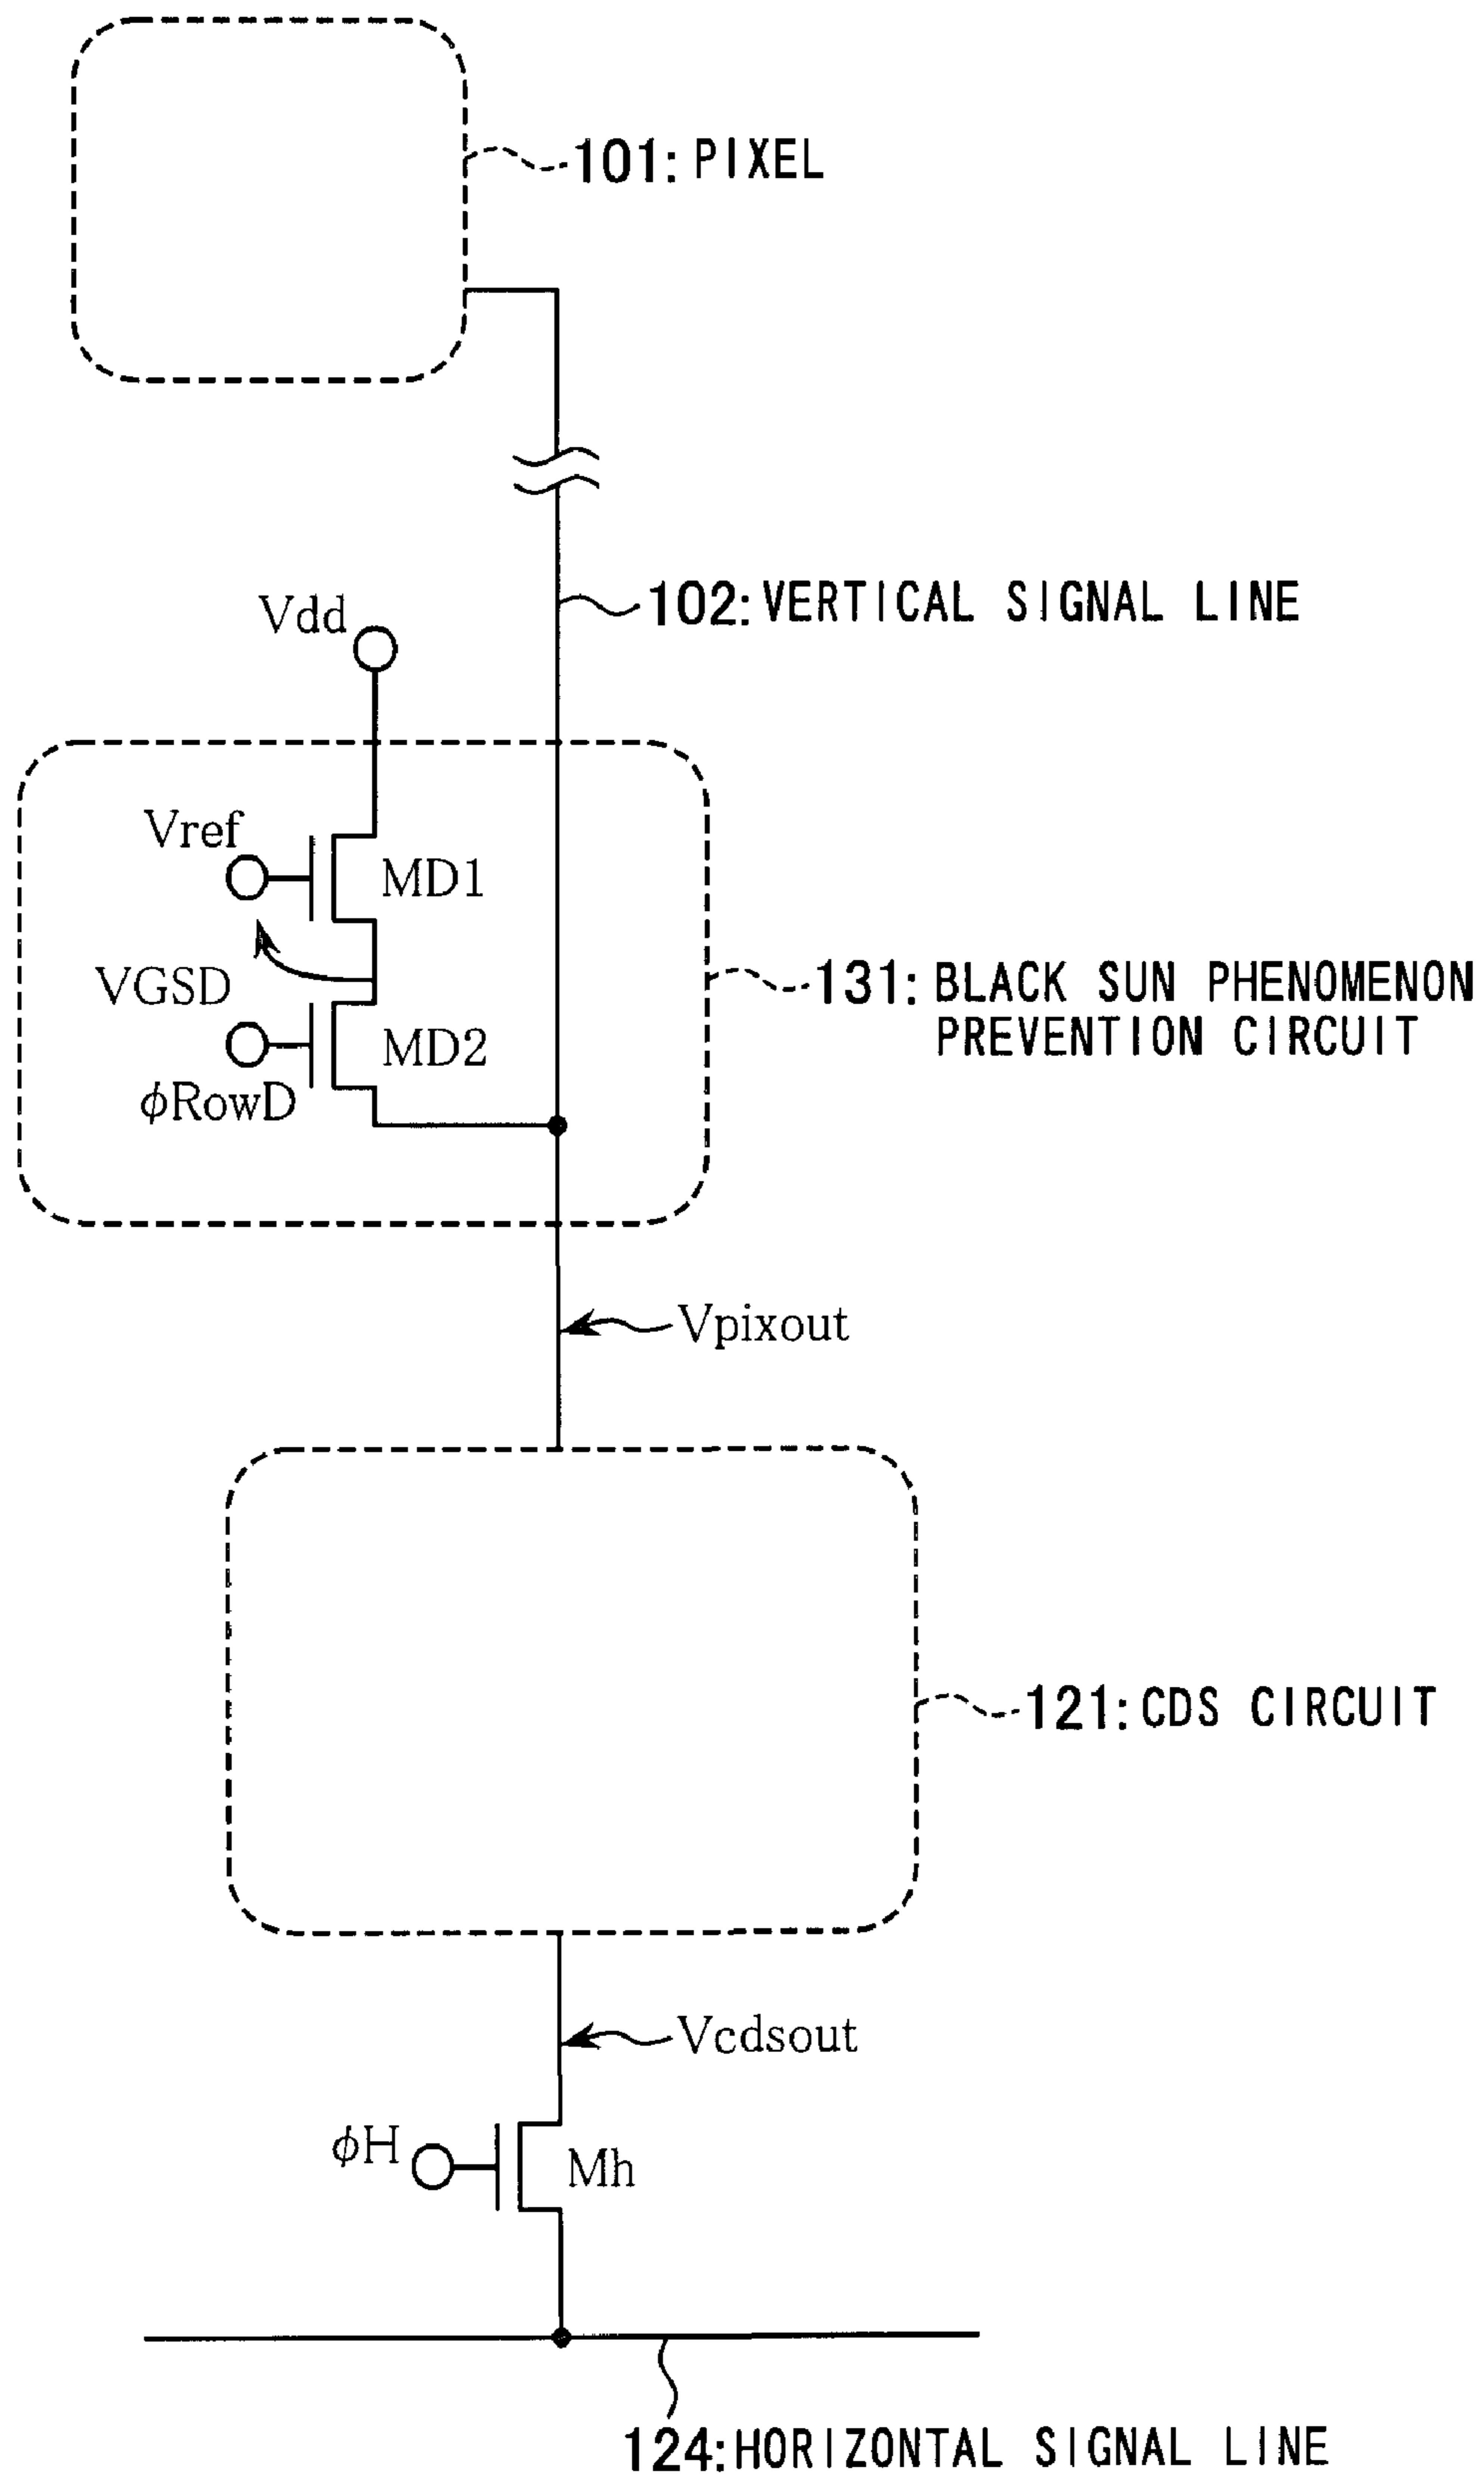 101: PIXEL
102: VERTICAL SIGNAL LINE
Vdd
Vref
MD1
VGSD
MD2
φRowD
131: BLACK SUN PHENOMENON
PREVENTION CIRCUIT
Vpixout
121: CDS CIRCUIT
Vcdsout
φH
Mh
124: HORIZONTAL SIGNAL LINE